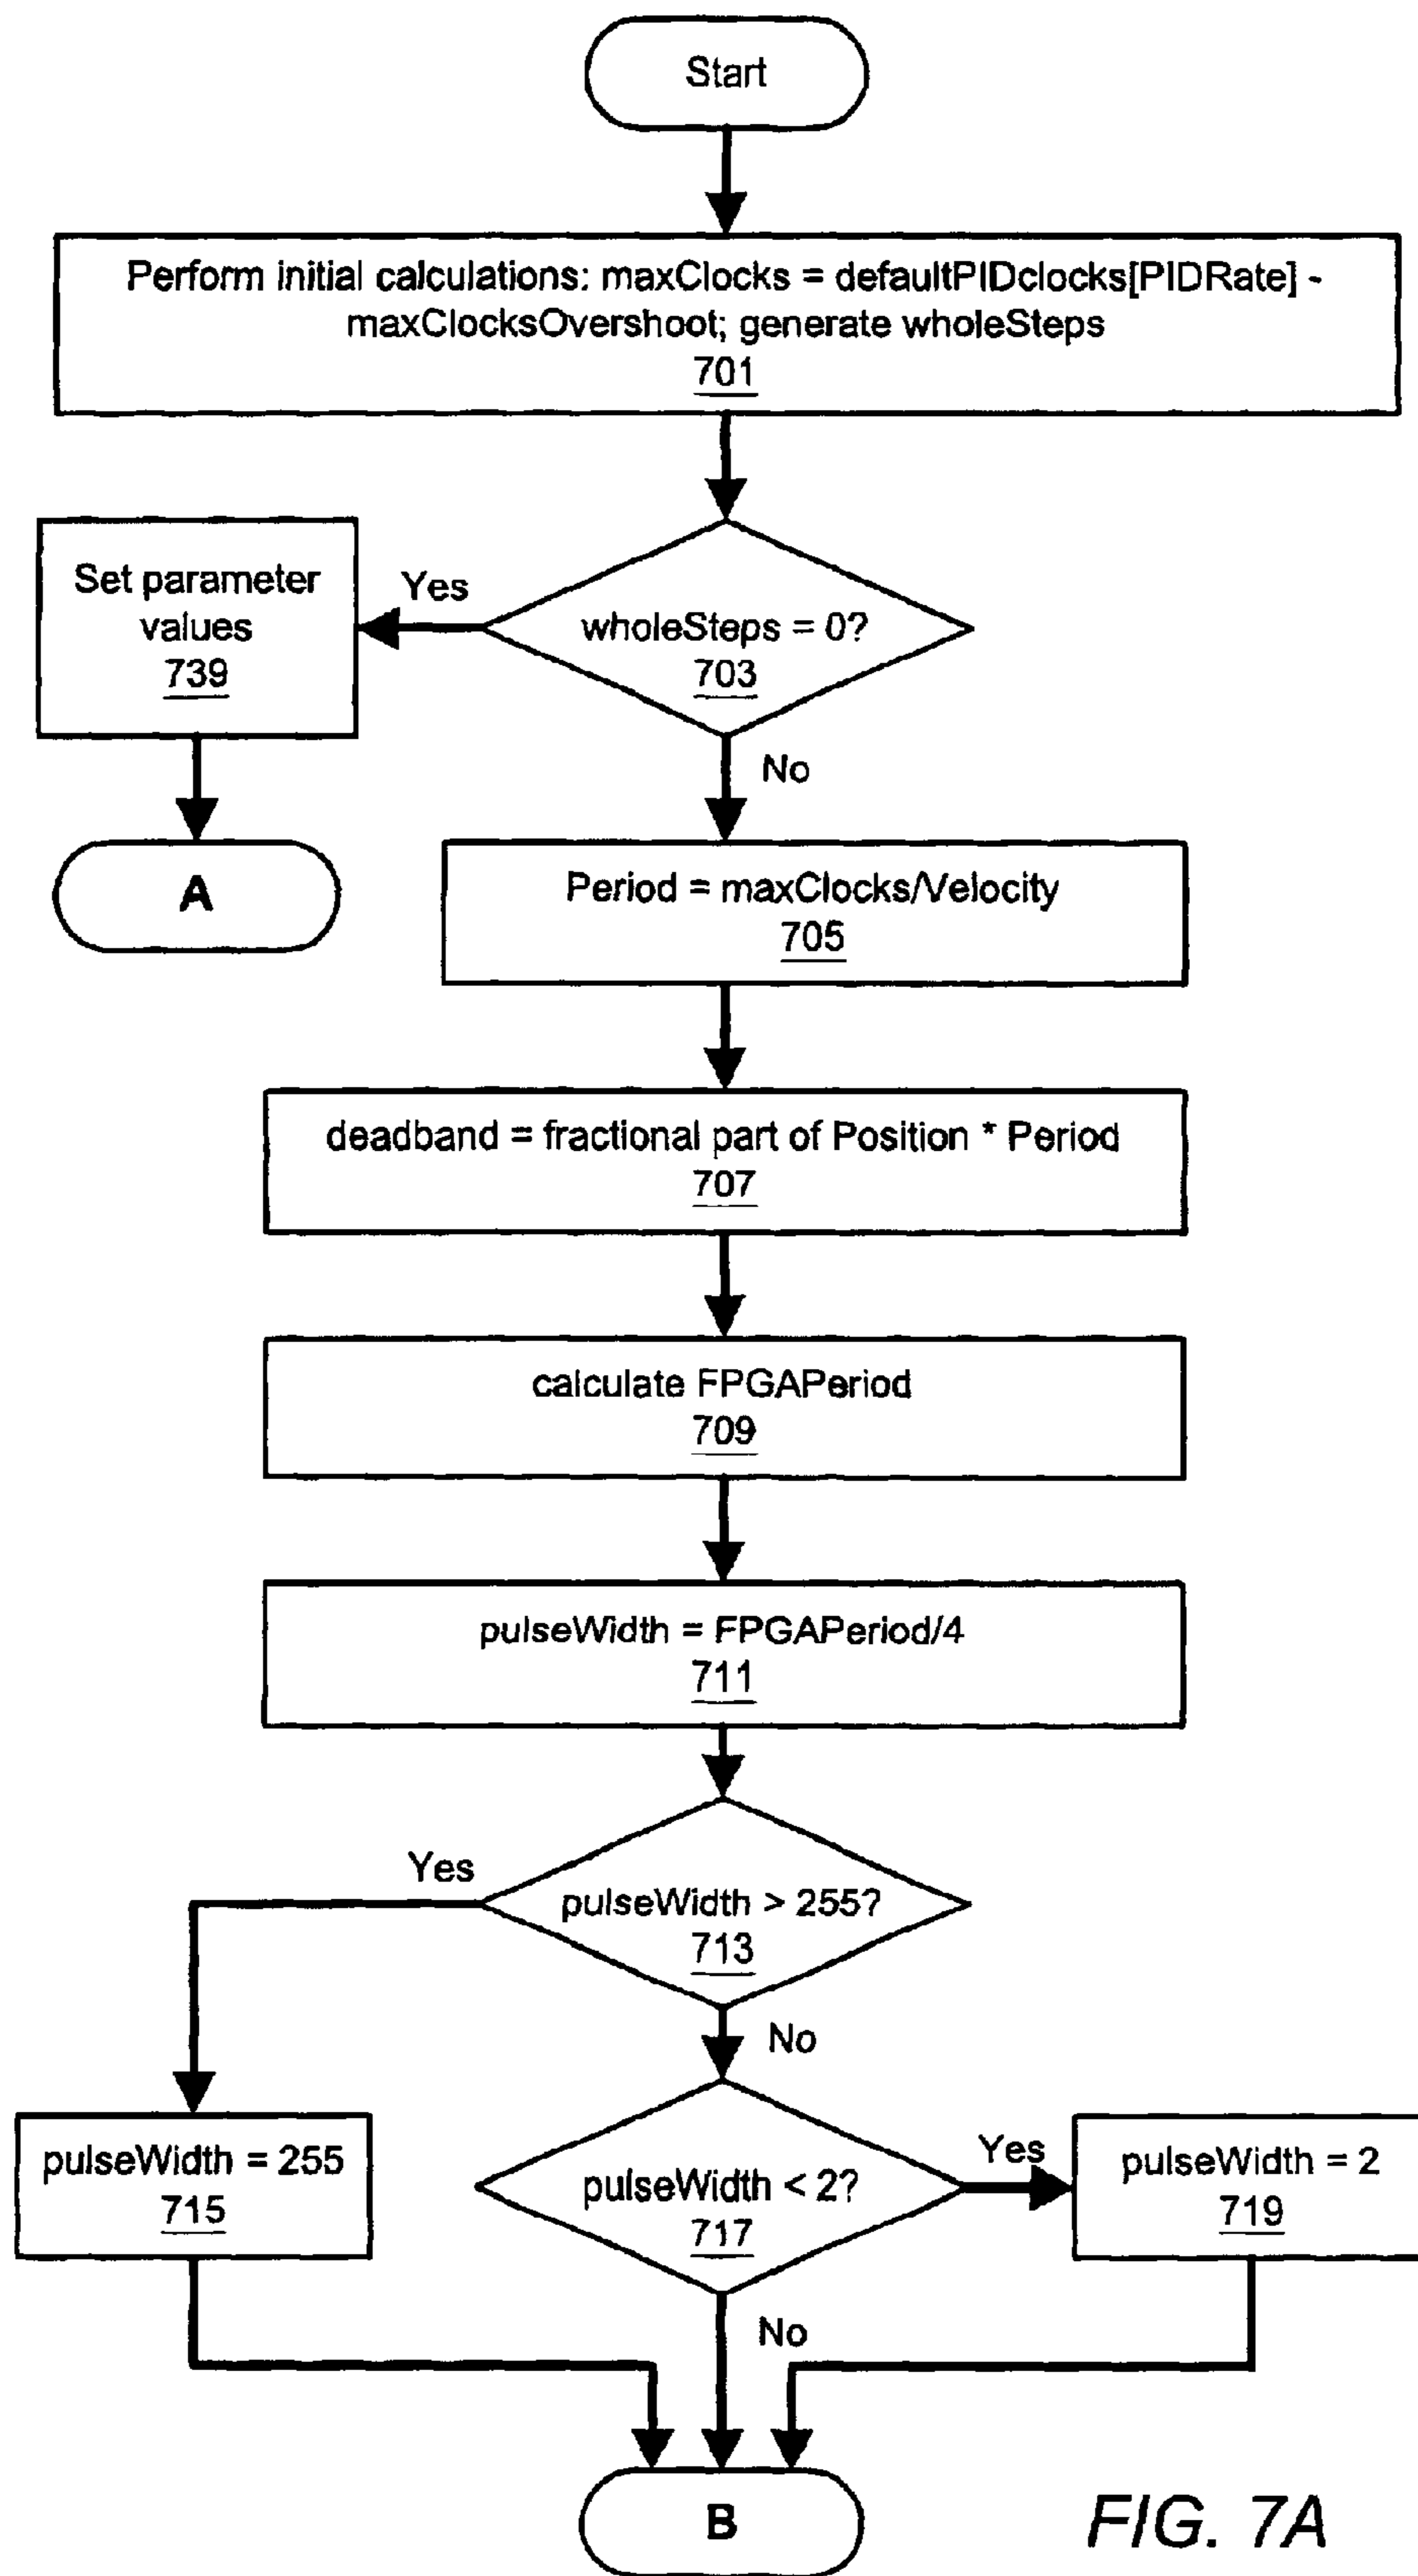 Start
Perform initial calculations: maxClocks = defaultPIDclocks[PIDRate] -
maxClocksOvershoot; generate wholeSteps
701
Set parameter
values
739
Yes
wholeSteps = 0?
703
No
A
Period = maxClocks/Velocity
705
deadband = fractional part of Position * Period
707
calculate FPGAPeriod
709
pulseWidth = FPGAPeriod/4
711
Yes
pulseWidth > 255?
713
No
pulseWidth = 255
715
pulseWidth < 2?
717
Yes
pulseWidth = 2
719
No
B
FIG. 7A